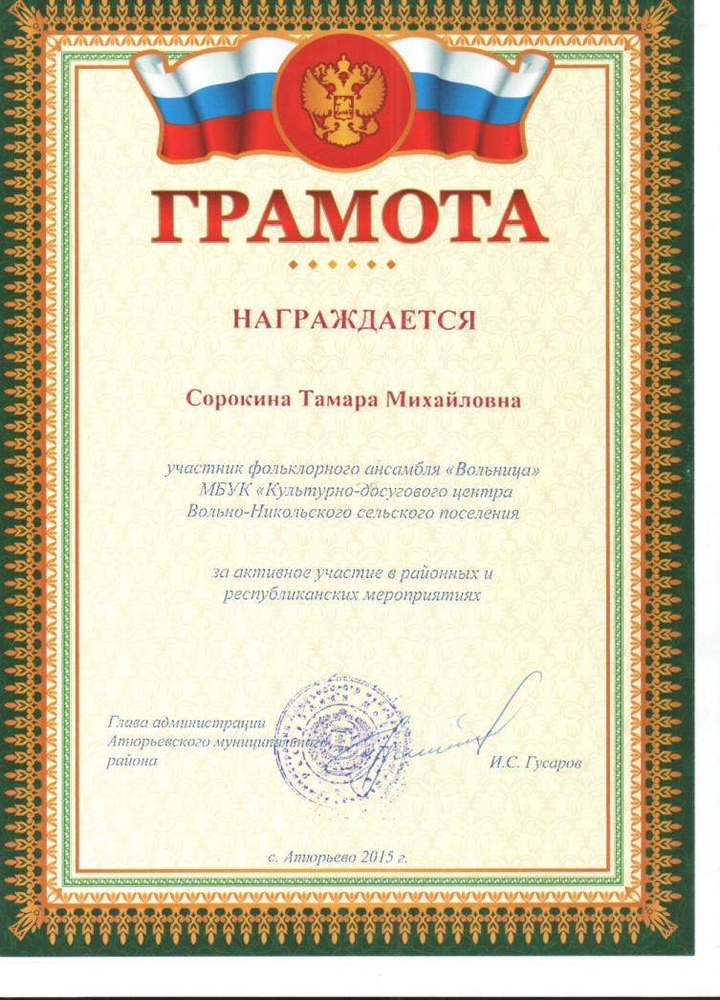 ГРАМОТА
НАГРАЖДАЕТСЯ
Сорокина Тамара Михайловна
участник фольклорного ансамбля «Вольница»
МБУК «Культурно-досугового центра
Вольно-Никольского сельского поселения
за активное участие в районных и
республиканских мероприятиях
Глава администрации
Атюрьевского муниципального
района
И.С. Гусаров
с. Атюрьево 2015 г.